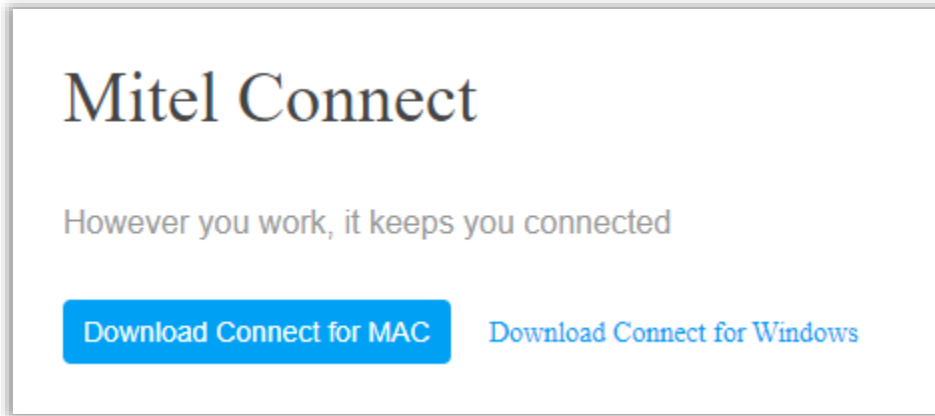 Mitel Connect
However you work, it keeps you connected
Download Connect for MAC Download Connect for Windows